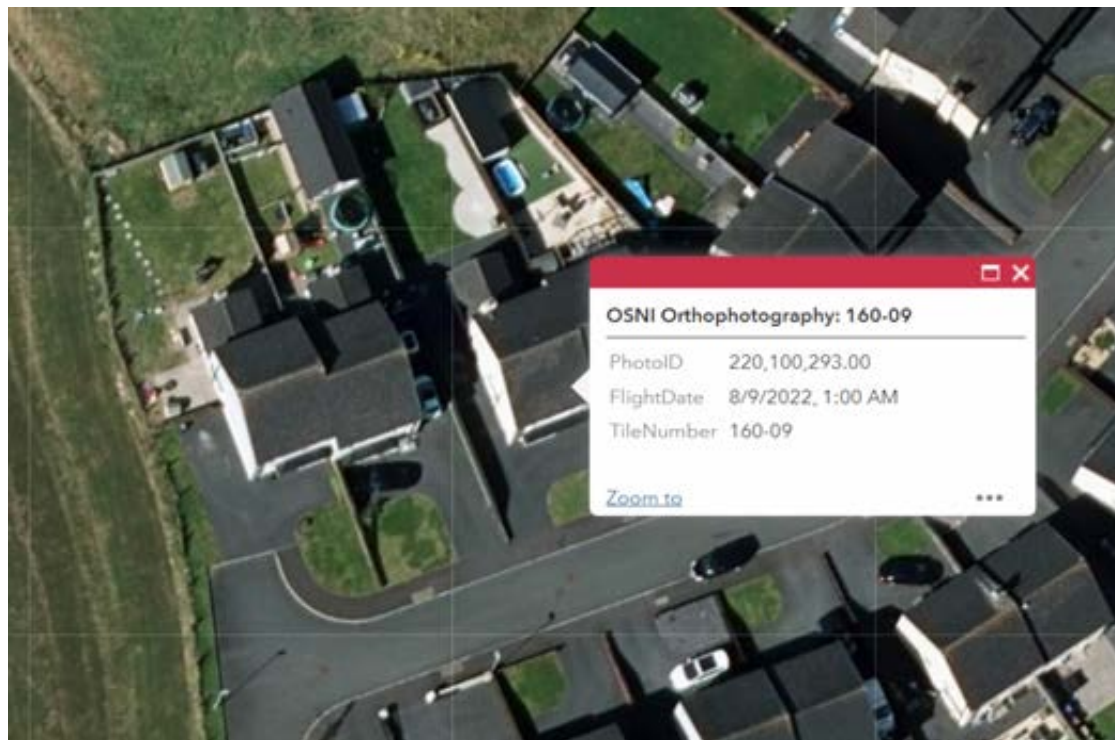 OSNI Orthophotography: 160-09
PhotoID 220,100,293.00
FlightDate 8/9/2022, 1:00 AM
TileNumber 160-09
Zoom to